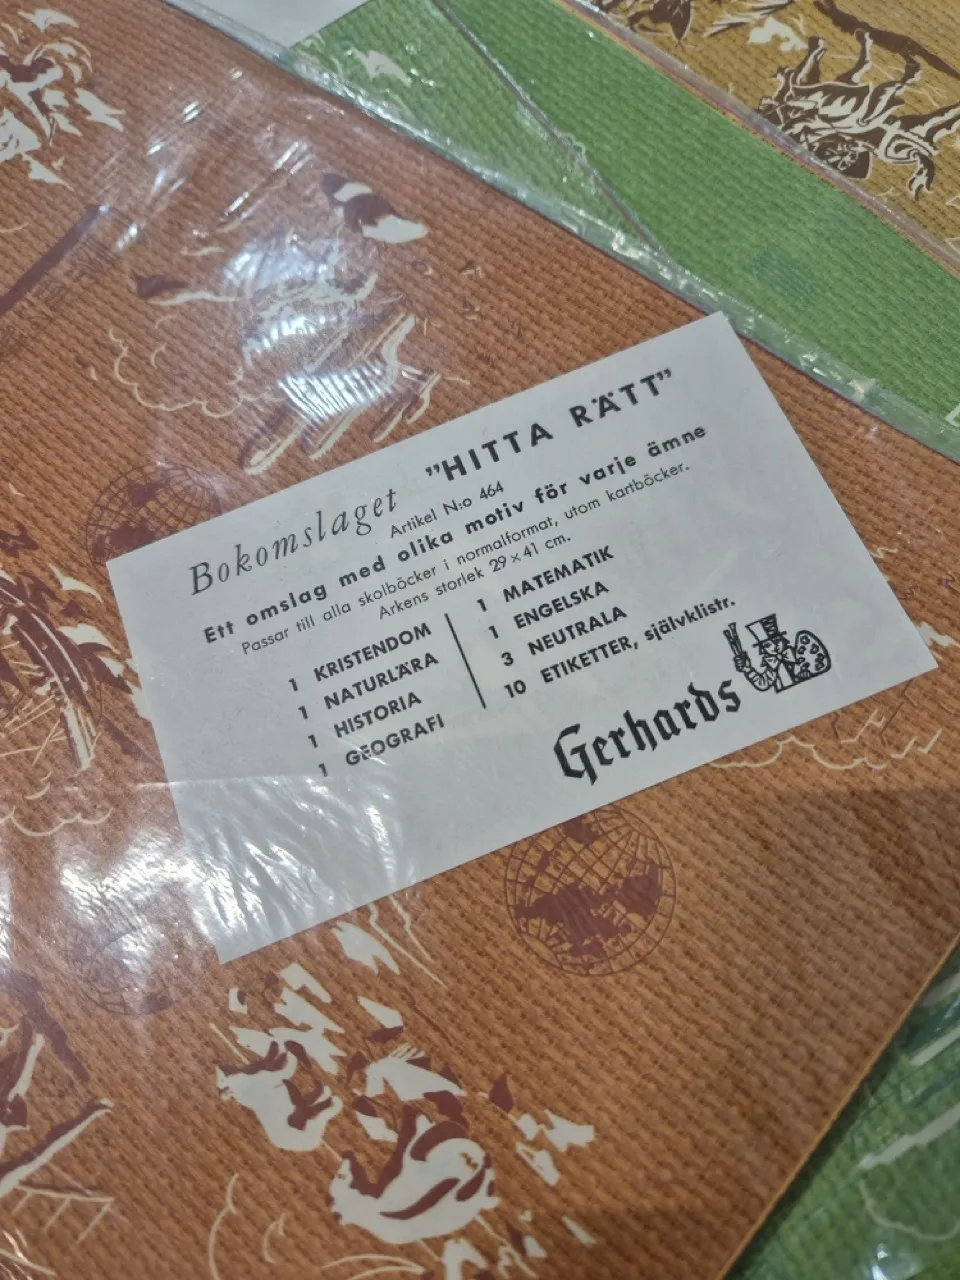 Bokomslaget "HITTA RÄTT"
Artikel N:o 464
Ett omslag med olika motiv för varje ämne
Passar till alla skolböcker i normalformat, utom kartböcker.
Arkens storlek 29 × 41 cm.
1 KRISTENDOM
1 NATURLÄRA
1 HISTORIA
1 GEOGRAFI
1 MATEMATIK
1 ENGELSKA
3 NEUTRALA
10 ETIKETTER, självklistr.
Gerhards